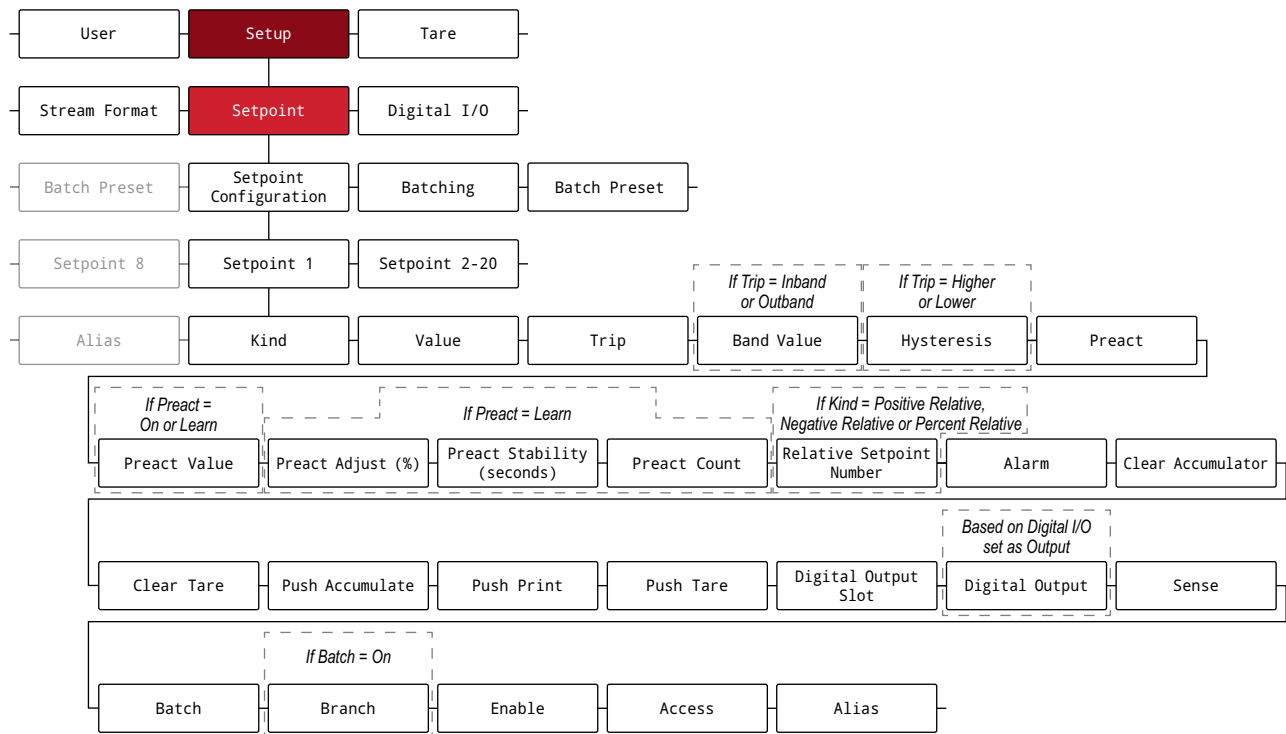 User
Setup
Tare
Stream Format
Setpoint
Digital I/O
Batch Preset
Setpoint
Configuration
Batching
Batch Preset
Setpoint 8
Setpoint 1
Setpoint 2-20
If Trip = Inband
or Outband
If Trip = Higher
or Lower
Alias
Kind
Value
Trip
Band Value
Hysteresis
Preact
If Preact =
On or Learn
If Preact = Learn
If Kind = Positive Relative,
Negative Relative or Percent Relative
Preact Value
Preact Adjust (%)
Preact Stability
(seconds)
Preact Count
Relative Setpoint
Number
Alarm
Clear Accumulator
Based on Digital I/O
set as Output
Clear Tare
Push Accumulate
Push Print
Push Tare
Digital Output
Slot
Digital Output
Sense
If Batch = On
Batch
Branch
Enable
Access
Alias